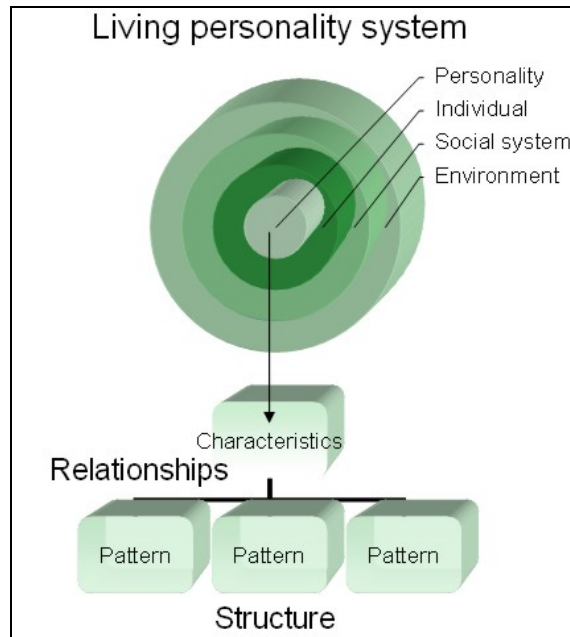 Living personality system
Personality
Individual
Social system
Environment
Characteristics
Relationships
Pattern Pattern Pattern
Structure